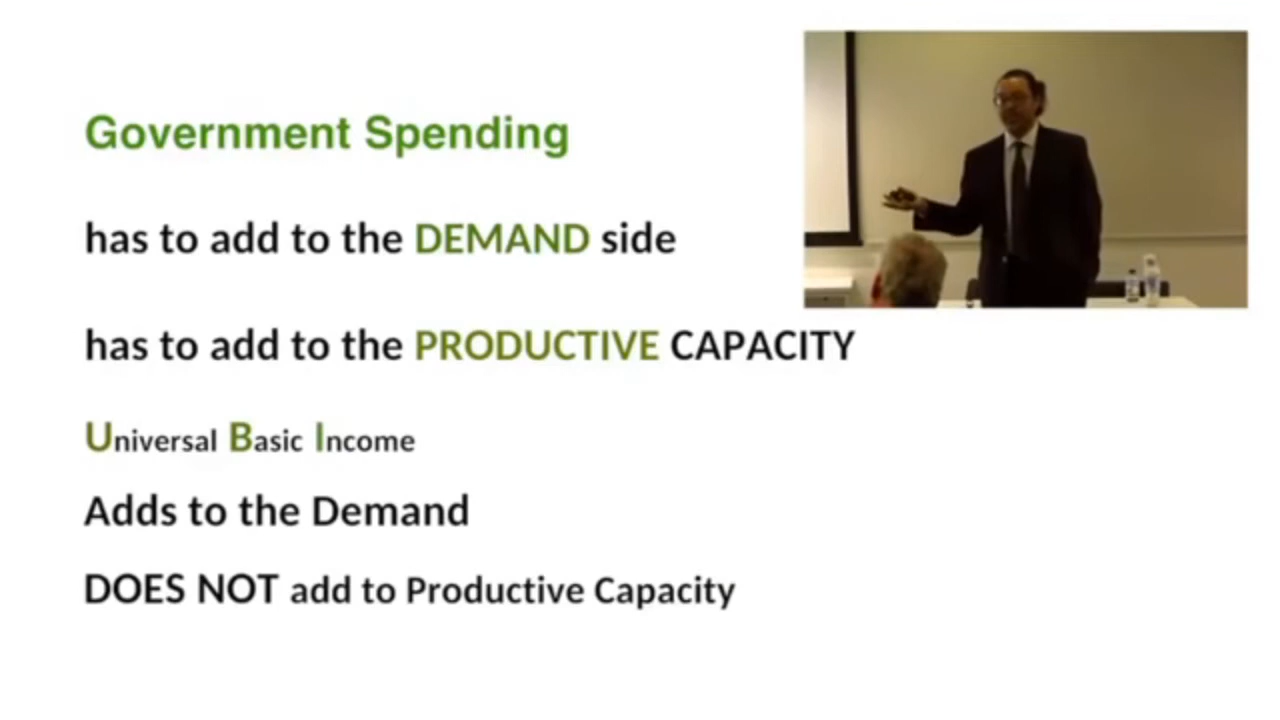 Government Spending
has to add to the DEMAND side
has to add to the PRODUCTIVE CAPACITY
Universal Basic Income
Adds to the Demand
DOES NOT add to Productive Capacity